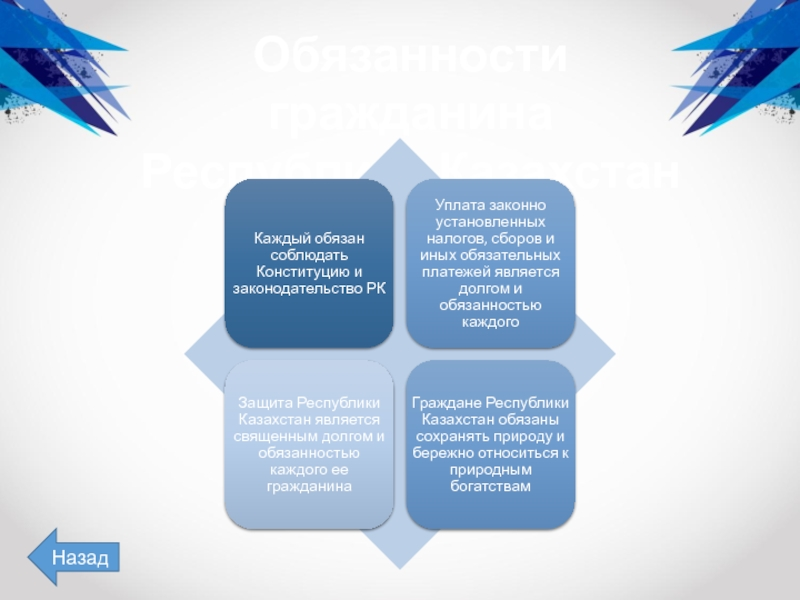 Обязанности
гражданина
Республики Казахстан
Каждый обязан
соблюдать
Конституцию и
законодательство РК
Уплата законно
установленных
налогов, сборов и
иных обязательных
платежей является
долгом и
обязанностью
каждого
Защита Республики
Казахстан является
священным долгом и
обязанностью
каждого ее
гражданина
Граждане Республики
Казахстан обязаны
сохранять природу и
бережно относиться к
природным
богатствам
Назад